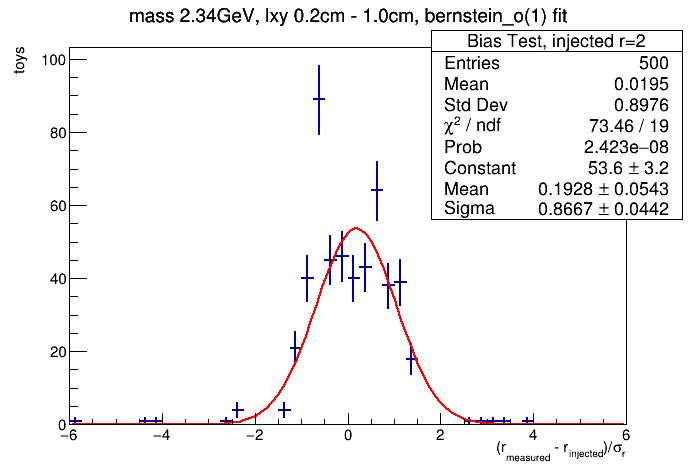 mass 2.34GeV, lxy 0.2cm - 1.0cm, bernstein_o(1) fit
toys
Bias Test, injected r=2
Entries 500
Mean 0.0195
Std Dev 0.8976
χ² / ndf 73.46 / 19
Prob 2.423e−08
Constant 53.6 ± 3.2
Mean 0.1928 ± 0.0543
Sigma 0.8667 ± 0.0442
100
80
60
40
20
0
−6 −4 −2 0 2 4 6
(r_measured - r_injected)/σ_r